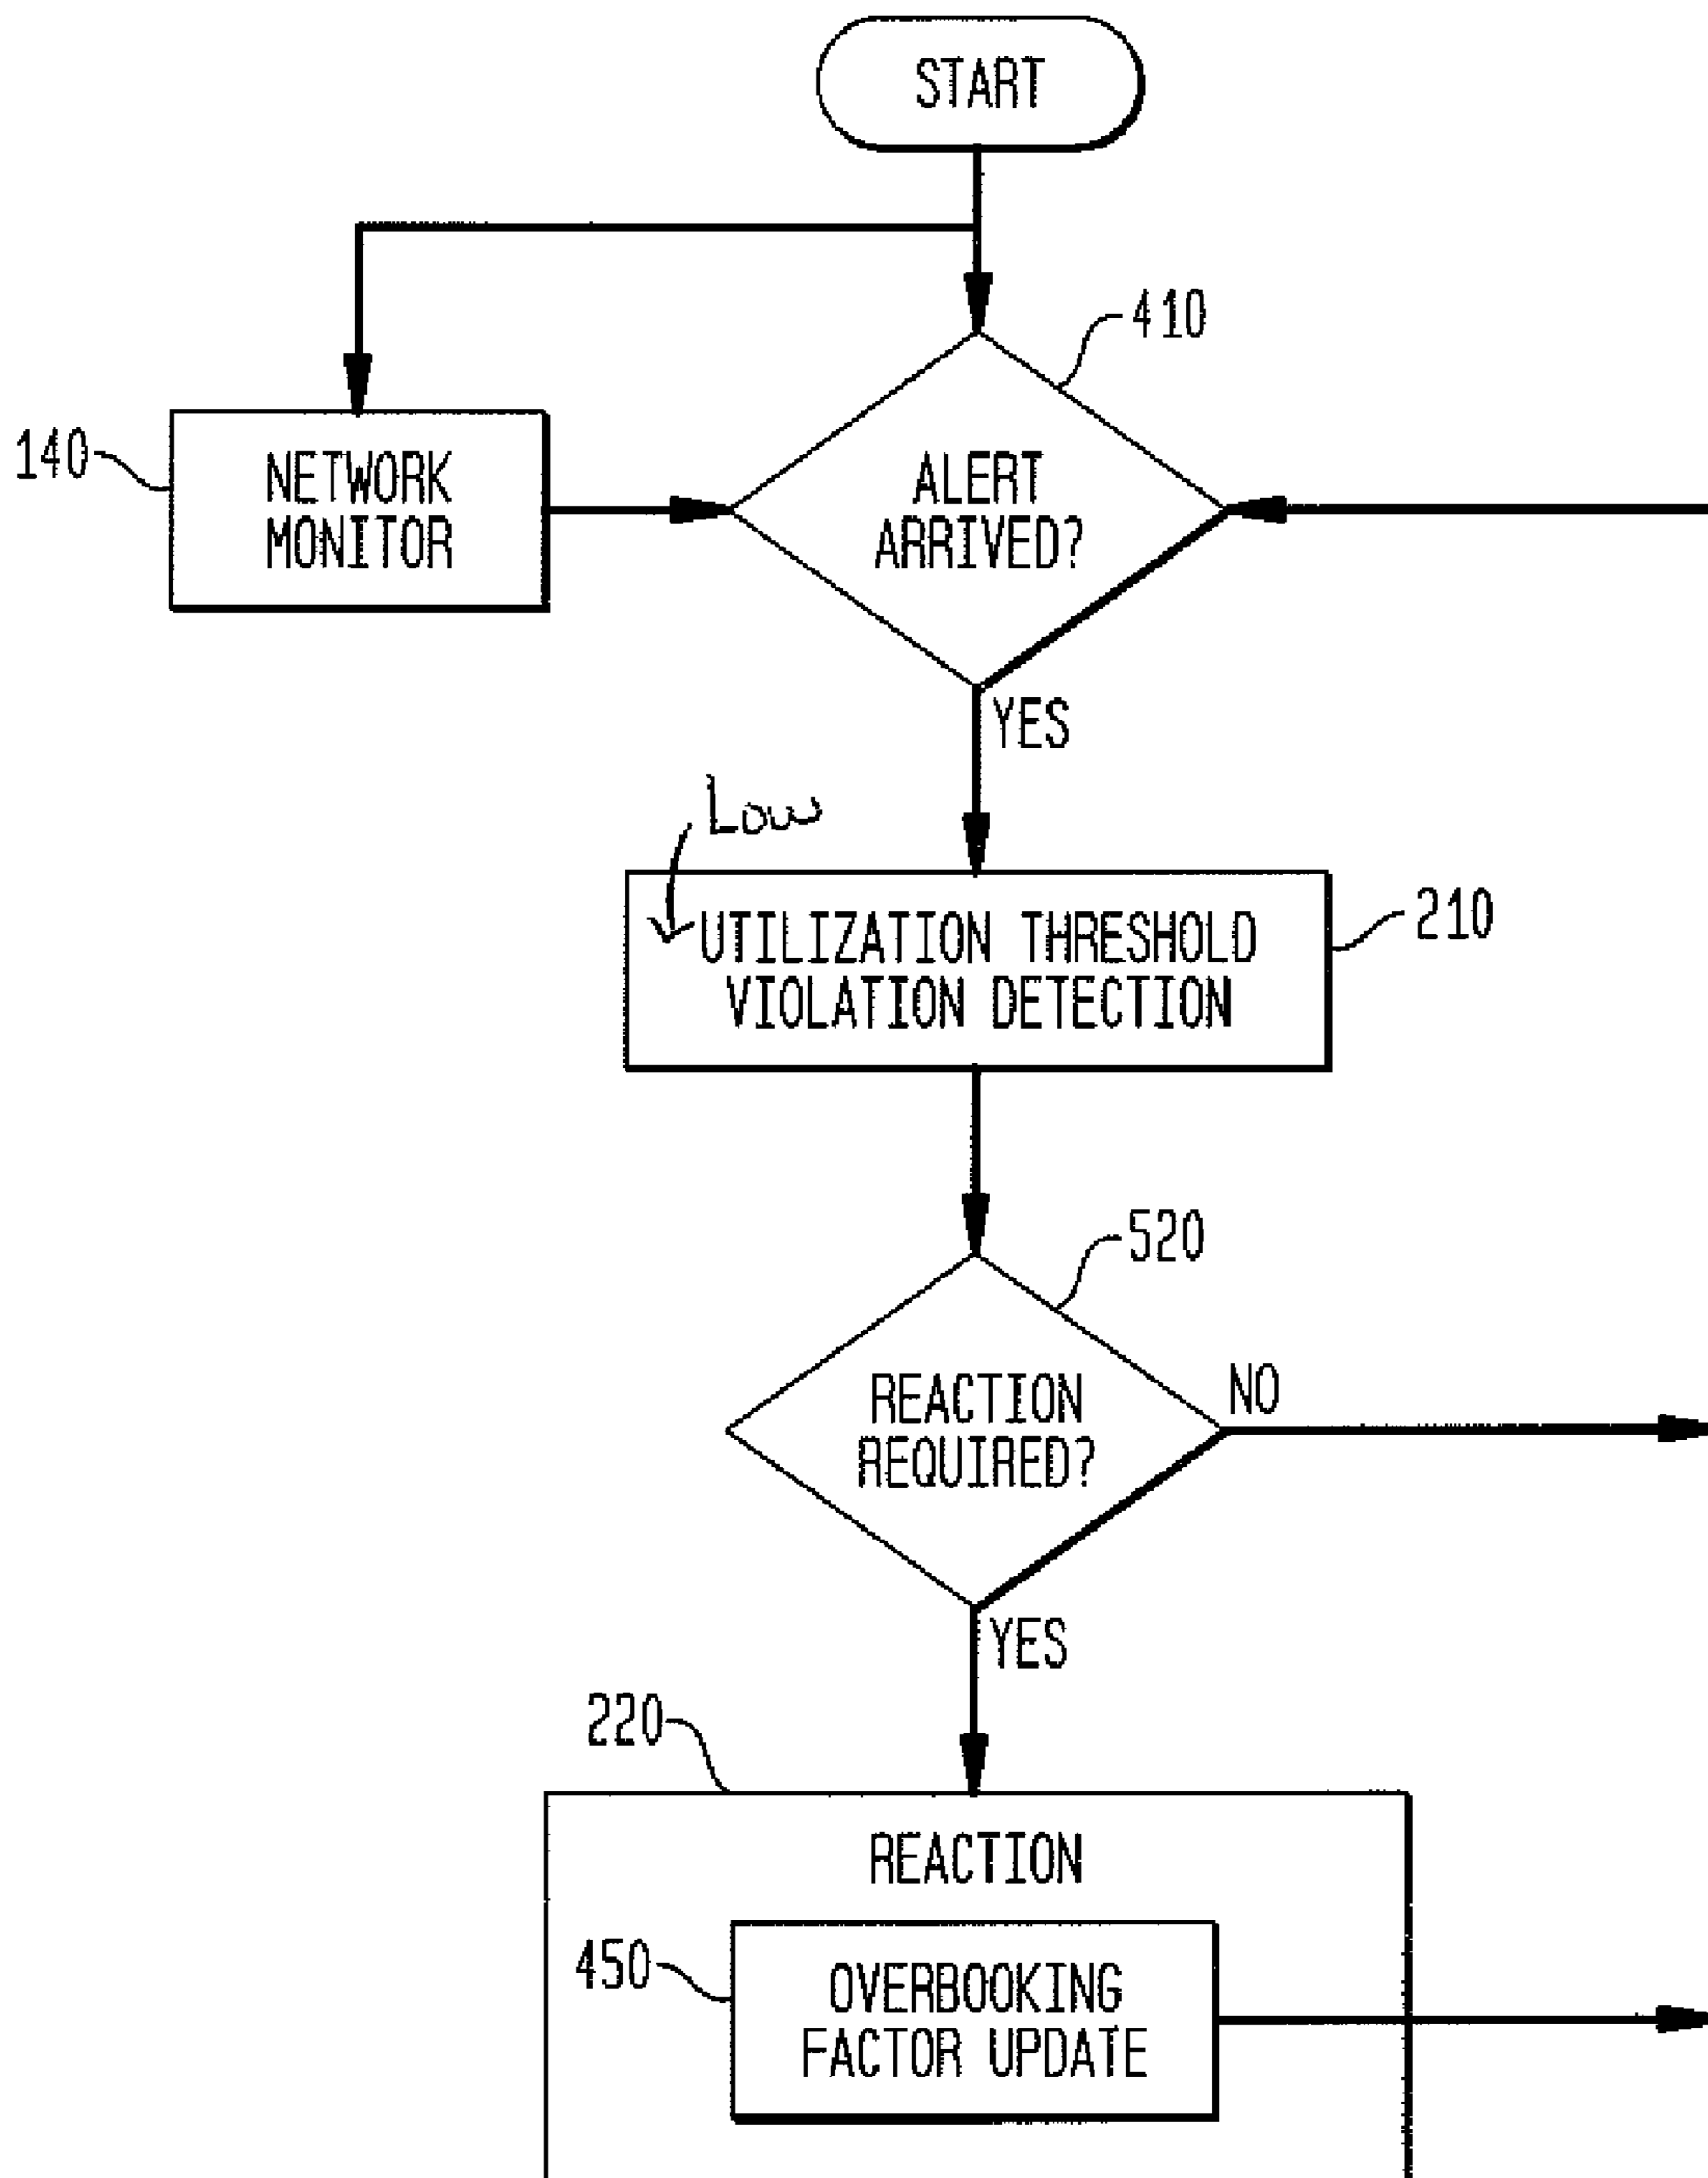 START
410
140
NETWORK
MONITOR
ALERT
ARRIVED?
YES
Low
UTILIZATION THRESHOLD
VIOLATION DETECTION
210
520
REACTION
REQUIRED?
NO
YES
220
REACTION
450
OVERBOOKING
FACTOR UPDATE